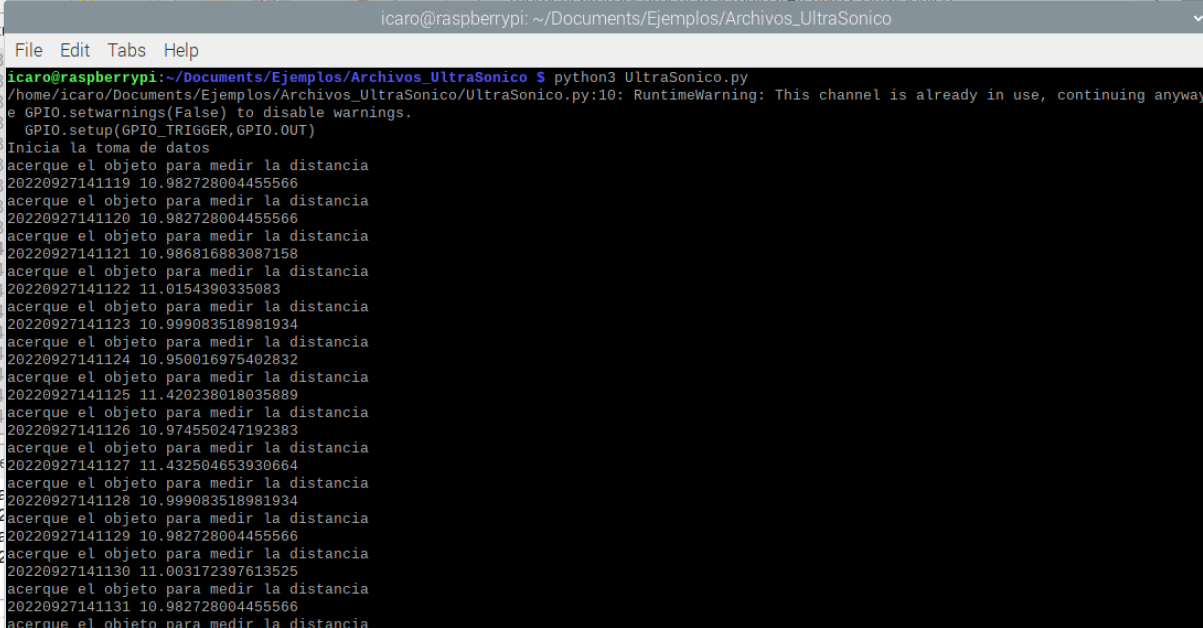 icaro@raspberrypi: ~/Documents/Ejemplos/Archivos_UltraSonico
File Edit Tabs Help
icaro@raspberrypi:~/Documents/Ejemplos/Archivos_UltraSonico $ python3 UltraSonico.py
/home/icaro/Documents/Ejemplos/Archivos_UltraSonico/UltraSonico.py:10: RuntimeWarning: This channel is already in use, continuing anyway
e GPIO.setwarnings(False) to disable warnings.
GPIO.setup(GPIO_TRIGGER,GPIO.OUT)
Inicia la toma de datos
acerque el objeto para medir la distancia
20220927141119 10.982728004455566
acerque el objeto para medir la distancia
20220927141120 10.982728004455566
acerque el objeto para medir la distancia
20220927141121 10.986816883087158
acerque el objeto para medir la distancia
20220927141122 11.0154390335083
acerque el objeto para medir la distancia
20220927141123 10.999083518981934
acerque el objeto para medir la distancia
20220927141124 10.950016975402832
acerque el objeto para medir la distancia
20220927141125 11.420238018035889
acerque el objeto para medir la distancia
20220927141126 10.974550247192383
acerque el objeto para medir la distancia
20220927141127 11.432504653930664
acerque el objeto para medir la distancia
20220927141128 10.999083518981934
acerque el objeto para medir la distancia
20220927141129 10.982728004455566
acerque el objeto para medir la distancia
20220927141130 11.003172397613525
acerque el objeto para medir la distancia
20220927141131 10.982728004455566
acerque el objeto para medir la distancia